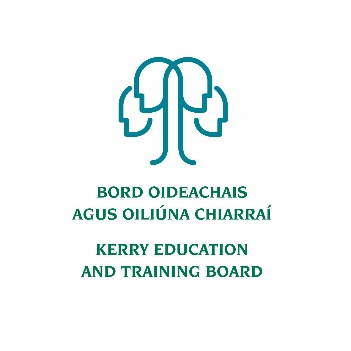 BORD OIDEACHAIS
AGUS OILIÚNA CHIARRAÍ
KERRY EDUCATION
AND TRAINING BOARD